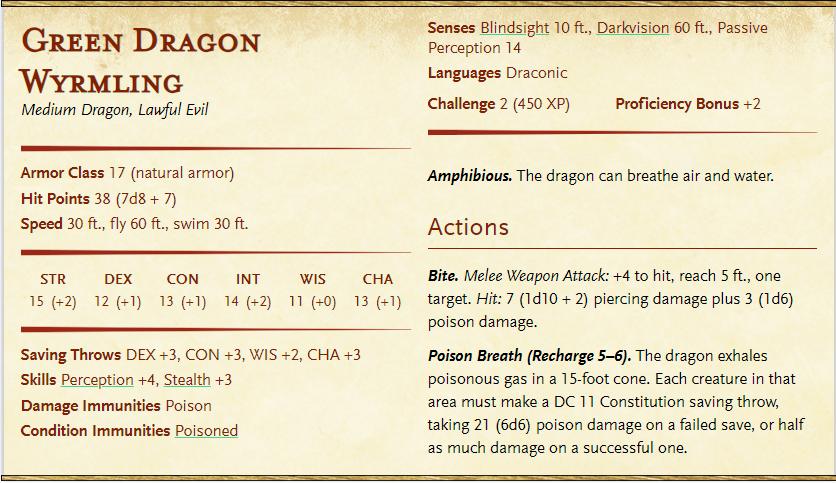 Green Dragon
Wyrmling
Medium Dragon, Lawful Evil
Armor Class 17 (natural armor)
Hit Points 38 (7d8 + 7)
Speed 30 ft., fly 60 ft., swim 30 ft.
STR DEX CON INT WIS CHA
15 (+2) 12 (+1) 13 (+1) 14 (+2) 11 (+0) 13 (+1)
Saving Throws DEX +3, CON +3, WIS +2, CHA +3
Skills Perception +4, Stealth +3
Damage Immunities Poison
Condition Immunities Poisoned
Senses Blindsight 10 ft., Darkvision 60 ft., Passive
Perception 14
Languages Draconic
Challenge 2 (450 XP) Proficiency Bonus +2
Amphibious. The dragon can breathe air and water.
Actions
Bite. Melee Weapon Attack: +4 to hit, reach 5 ft., one
target. Hit: 7 (1d10 + 2) piercing damage plus 3 (1d6)
poison damage.
Poison Breath (Recharge 5–6). The dragon exhales
poisonous gas in a 15-foot cone. Each creature in that
area must make a DC 11 Constitution saving throw,
taking 21 (6d6) poison damage on a failed save, or half
as much damage on a successful one.